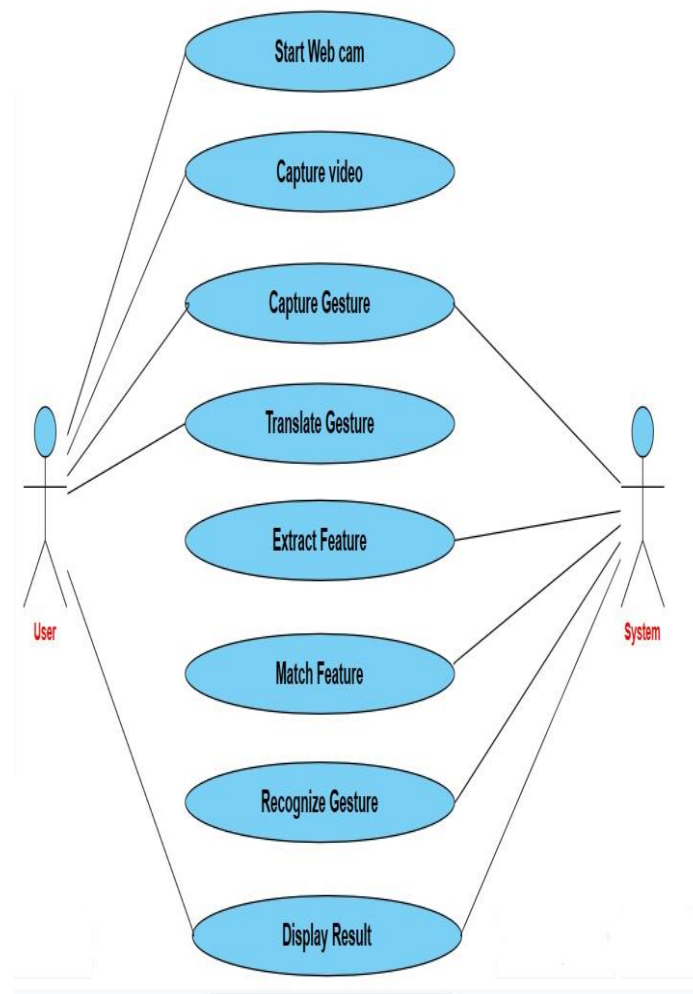 Start Web cam
Capture video
Capture Gesture
Translate Gesture
Extract Feature
User
System
Match Feature
Recognize Gesture
Display Result